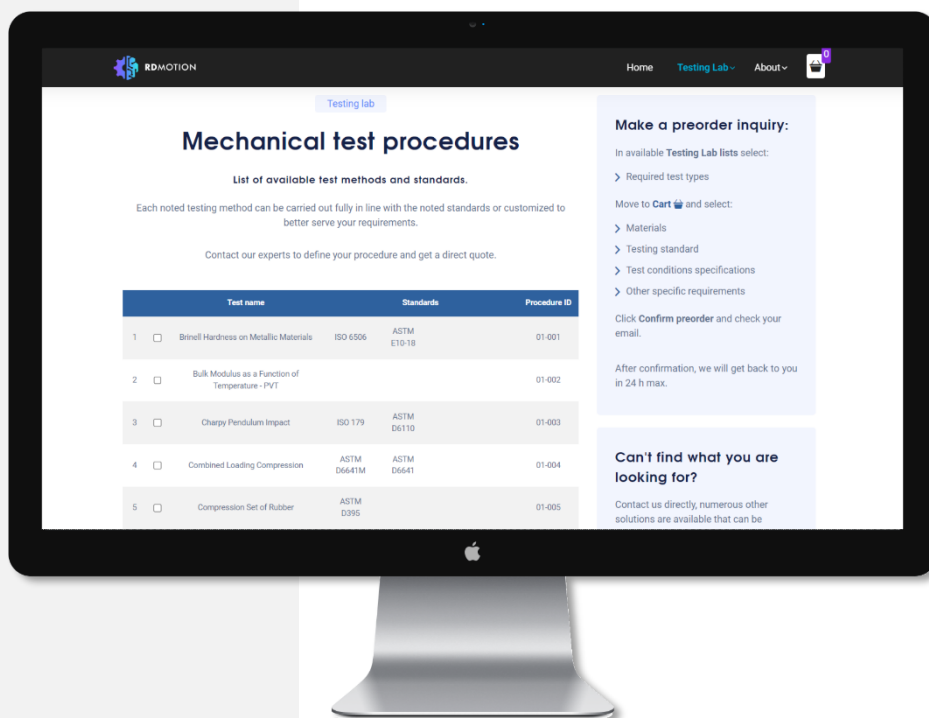 RDMOTION
Home Testing Lab About 0
Testing lab
Mechanical test procedures
List of available test methods and standards.
Each noted testing method can be carried out fully in line with the noted standards or customized to
better serve your requirements.
Contact our experts to define your procedure and get a direct quote.
Test name Standards Procedure ID
1 Brinell Hardness on Metallic Materials ISO 6506 ASTM
E10-18 01-001
2 Bulk Modulus as a Function of
Temperature - PVT 01-002
3 Charpy Pendulum Impact ISO 179 ASTM
D6110 01-003
4 Combined Loading Compression ASTM
D6641M ASTM
D6641 01-004
5 Compression Set of Rubber ASTM
D395 01-005
Make a preorder inquiry:
In available Testing Lab lists select:
Required test types
Move to Cart and select:
Materials
Testing standard
Test conditions specifications
Other specific requirements
Click Confirm preorder and check your
email.
After confirmation, we will get back to you
in 24 h max.
Can't find what you are
looking for?
Contact us directly, numerous other
solutions are available that can be